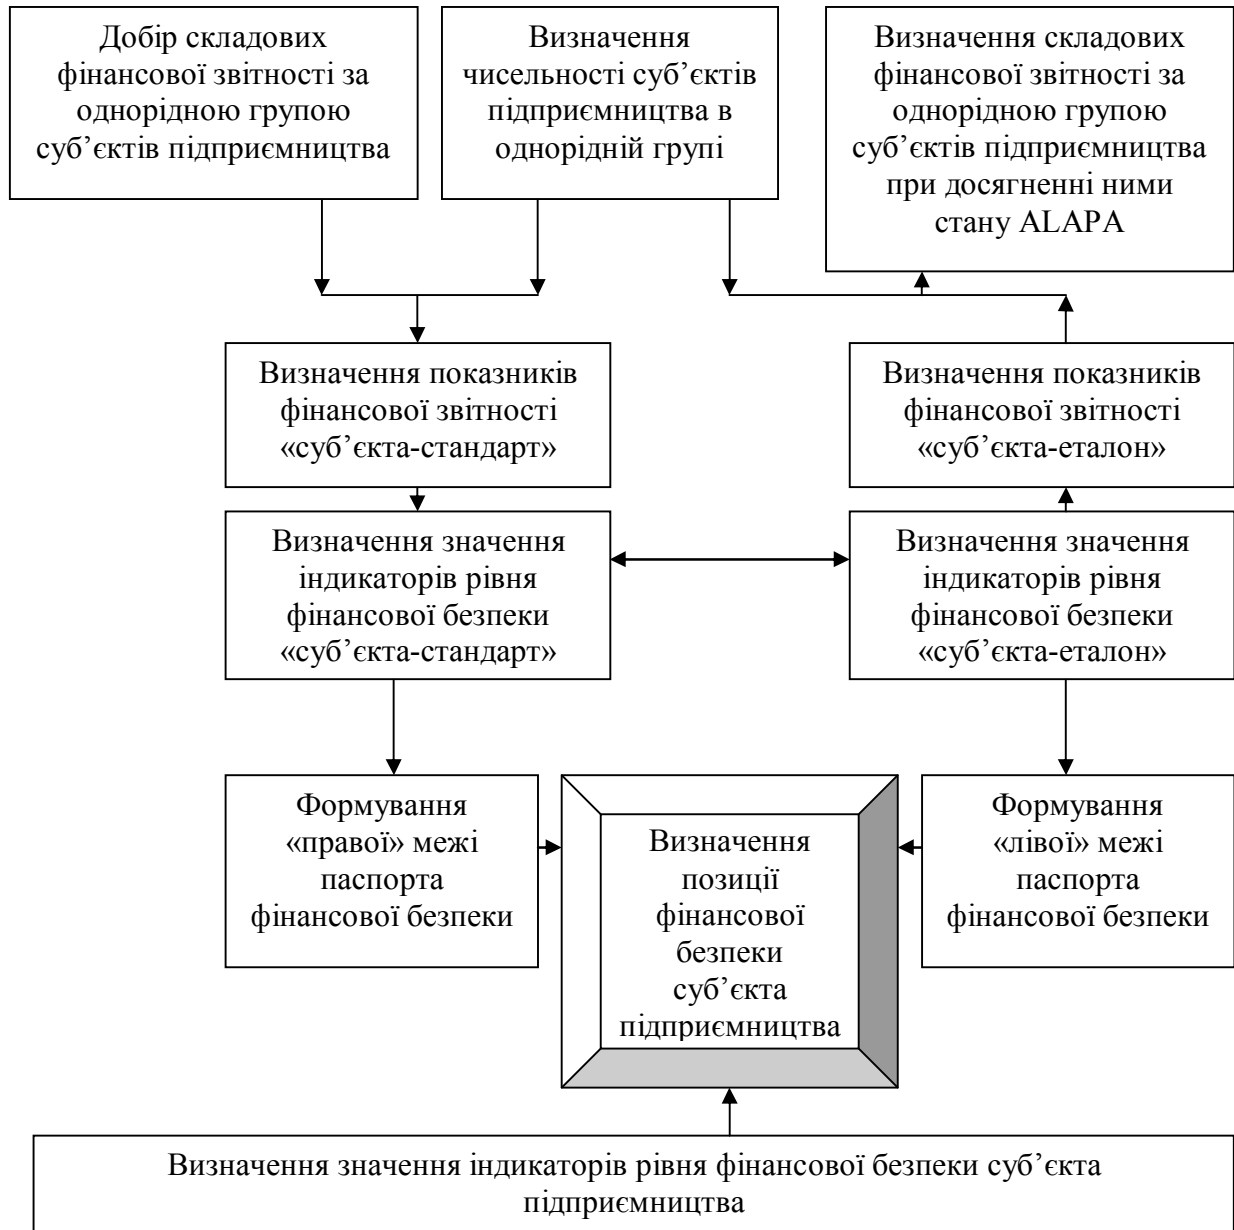 Добір складових
фінансової звітності за
однорідною групою
суб’єктів підприємництва
Визначення
чисельності суб’єктів
підприємництва в
однорідній групі
Визначення складових
фінансової звітності за
однорідною групою
суб’єктів підприємництва
при досягненні ними
стану ALAPA
Визначення показників
фінансової звітності
«суб’єкта-стандарт»
Визначення показників
фінансової звітності
«суб’єкта-еталон»
Визначення значення
індикаторів рівня
фінансової безпеки
«суб’єкта-стандарт»
Визначення значення
індикаторів рівня
фінансової безпеки
«суб’єкта-еталон»
Формування
«правої» межі
паспорта
фінансової безпеки
Визначення
позиції
фінансової
безпеки
суб’єкта
підприємництва
Формування
«лівої» межі
паспорта
фінансової безпеки
Визначення значення індикаторів рівня фінансової безпеки суб’єкта
підприємництва